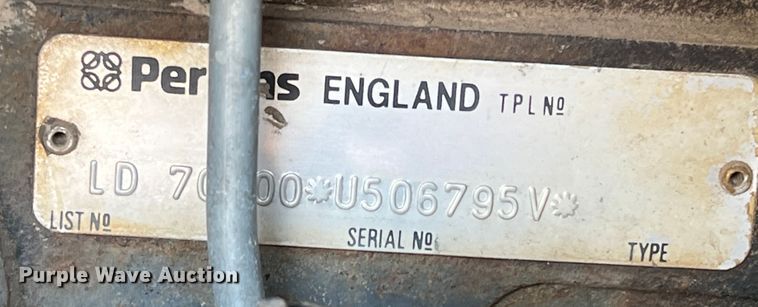 ENGLAND TPL Nº
LD U506795V*
LIST Nº SERIAL Nº TYPE
Purple Wave Auction